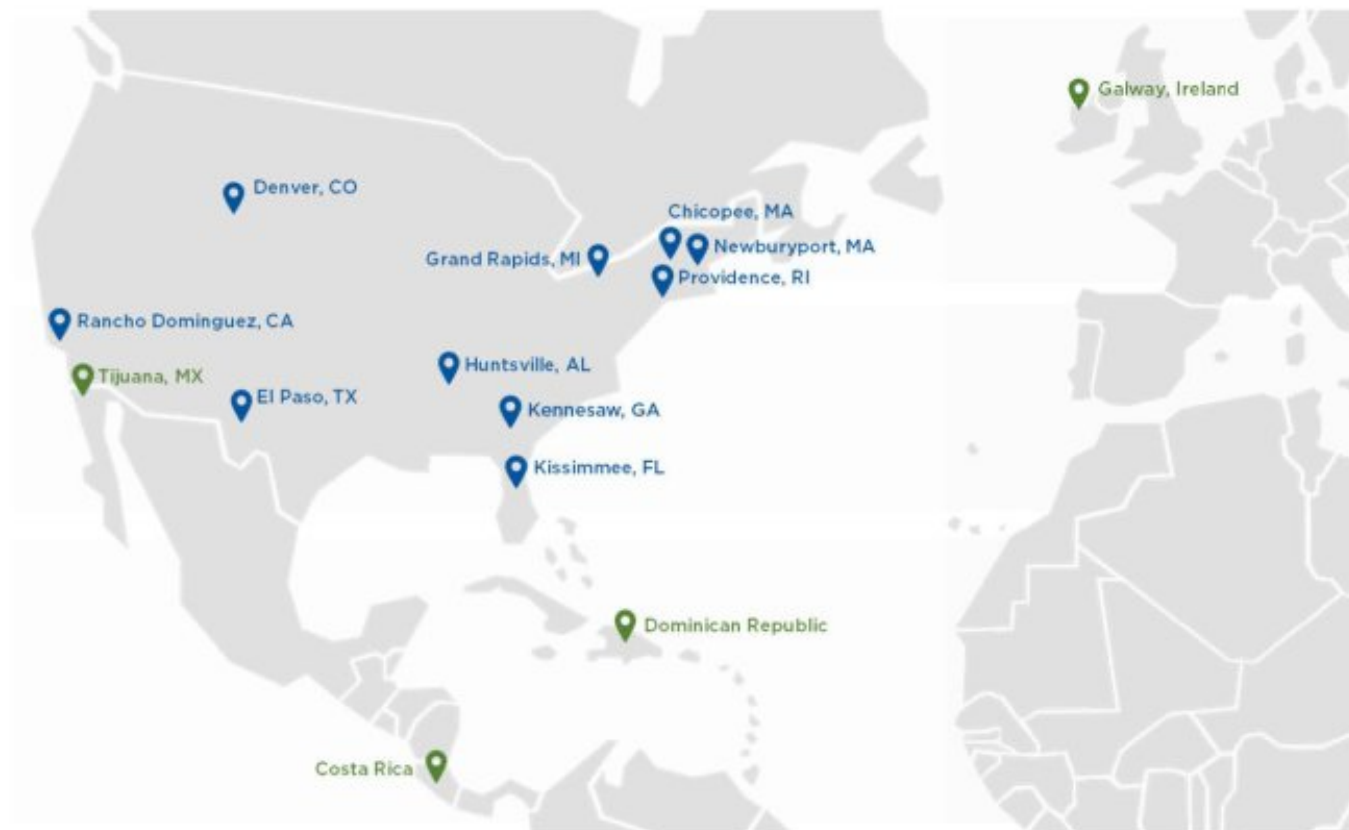 Galway, Ireland
Denver, CO
Chicopee, MA
Newburyport, MA
Grand Rapids, MI
Providence, RI
Rancho Dominguez, CA
Huntsville, AL
Tijuana, MX
El Paso, TX
Kennesaw, GA
Kissimmee, FL
Dominican Republic
Costa Rica